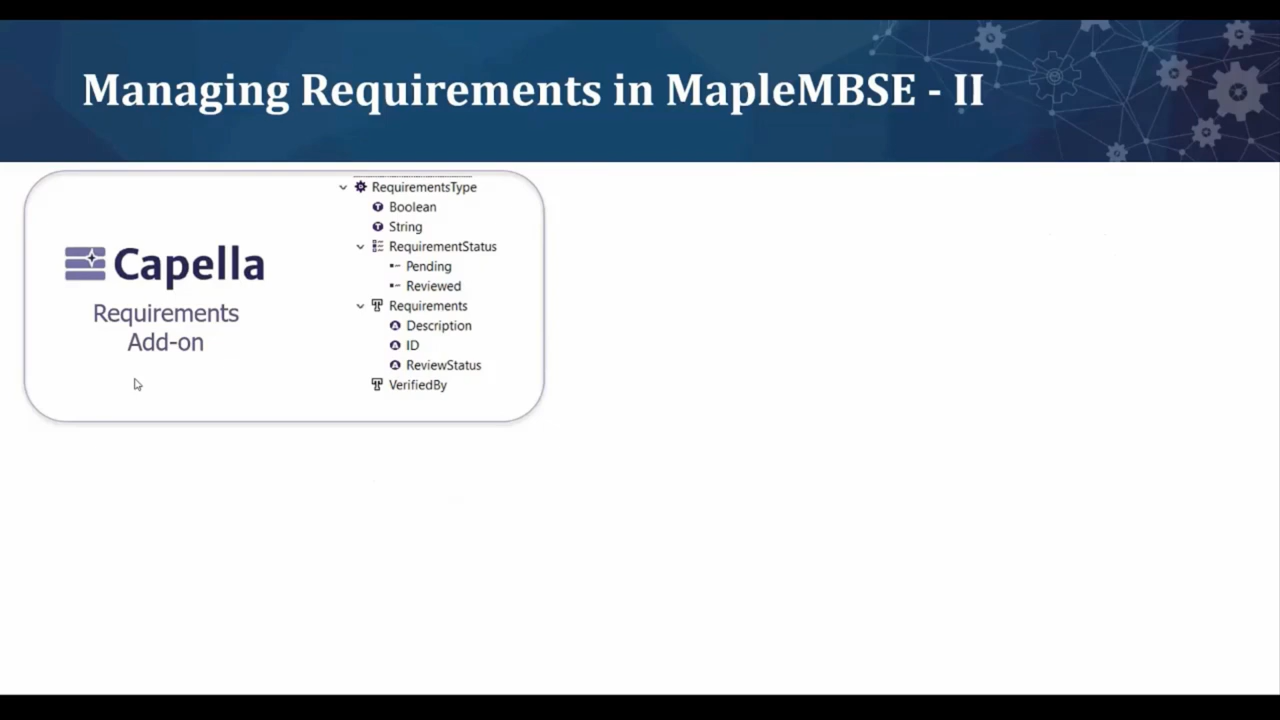 Managing Requirements in MapleMBSE - II
Capella
Requirements
Add-on
RequirementsType
Boolean
String
RequirementStatus
Pending
Reviewed
Requirements
Description
ID
ReviewStatus
VerifiedBy